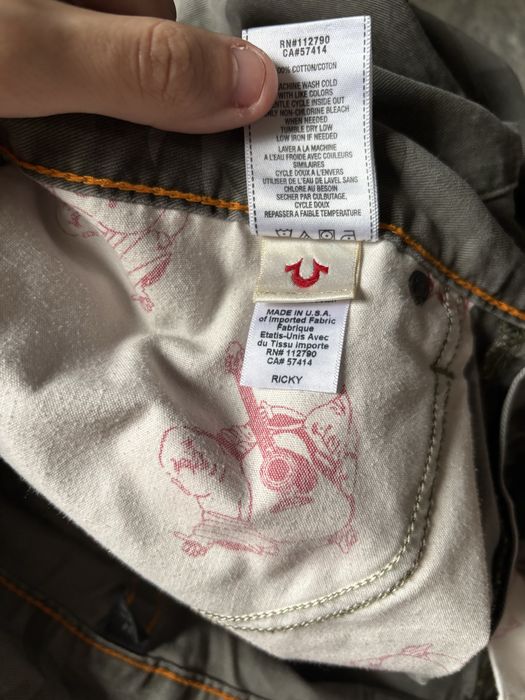 RN#112790
CA#57414
100% COTTON/COTON
MACHINE WASH COLD
WITH LIKE COLORS
GENTLE CYCLE INSIDE OUT
ONLY NON-CHLORINE BLEACH
WHEN NEEDED
TUMBLE DRY LOW
LOW IRON IF NEEDED
LAVER A LA MACHINE
A L'EAU FROIDE AVEC COULEURS
SIMILAIRES
CYCLE DOUX A L'ENVERS
UTILISER DE L'EAU DE LAVEL SANS
CHLORE AU BESOIN
SECHER PAR CULBUTAGE,
CYCLE DOUX
REPASSER A FAIBLE TEMPERATURE
MADE IN U.S.A.
of Imported Fabric
Fabrique
Etatis-Unis Avec
du Tissu Importe
RN# 112790
CA# 57414
RICKY